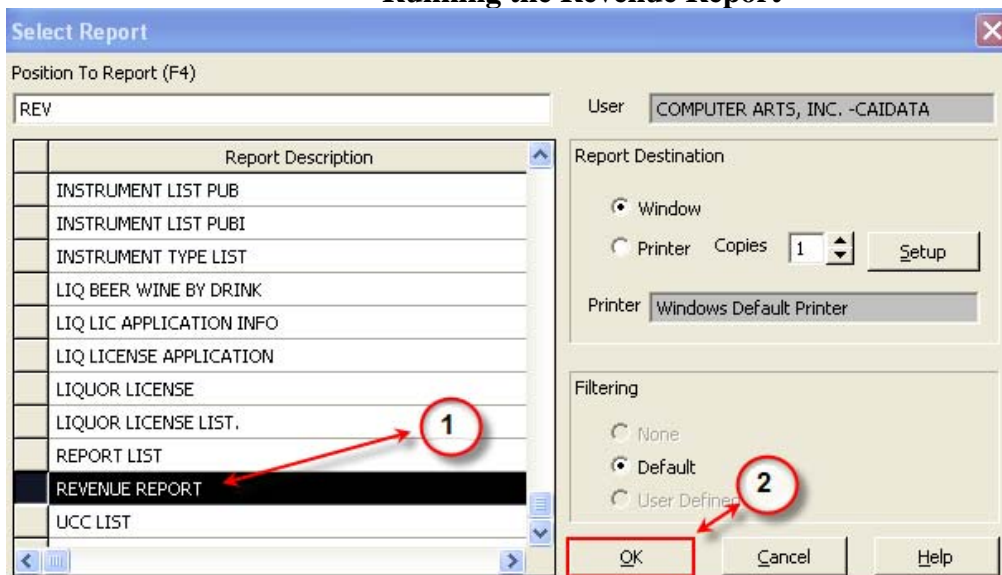 Running the Revenue Report
Select Report
Position To Report (F4)
REV
User COMPUTER ARTS, INC. -CAIDATA
Report Description
INSTRUMENT LIST PUB
INSTRUMENT LIST PUBI
INSTRUMENT TYPE LIST
LIQ BEER WINE BY DRINK
LIQ LIC APPLICATION INFO
LIQ LICENSE APPLICATION
LIQUOR LICENSE
LIQUOR LICENSE LIST.
REPORT LIST
REVENUE REPORT
UCC LIST
1
Report Destination
Window
Printer Copies 1 Setup
Printer Windows Default Printer
Filtering
None
Default
User Defined
2
OK Cancel Help